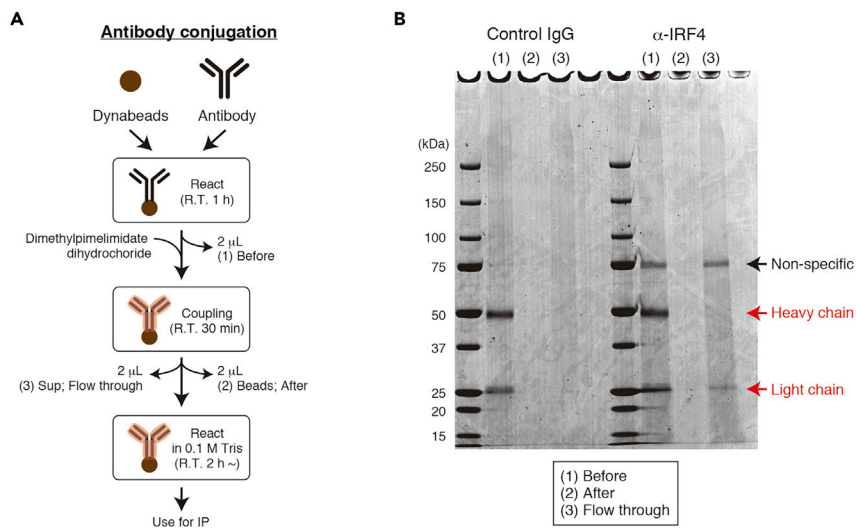 A
Antibody conjugation
Dynabeads
Antibody
React
(R.T. 1 h)
Dimethylpimelimidate
dihydrochoride
2 μL
(1) Before
Coupling
(R.T. 30 min)
2 μL
(3) Sup; Flow through
2 μL
(2) Beads; After
React
in 0.1 M Tris
(R.T. 2 h ~)
Use for IP
B
Control IgG
α-IRF4
(1) (2) (3)
(1) (2) (3)
(kDa)
250
150
100
75
50
37
25
20
15
Non-specific
Heavy chain
Light chain
(1) Before
(2) After
(3) Flow through